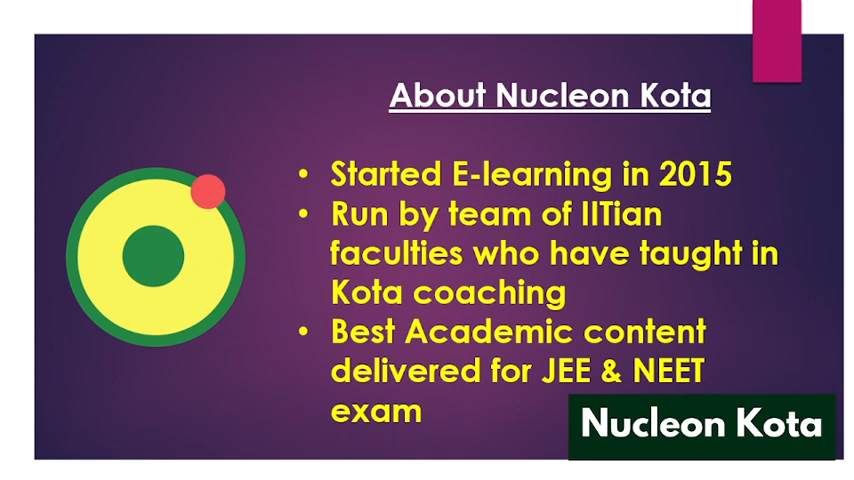 About Nucleon Kota
• Started E-learning in 2015
• Run by team of IITian
faculties who have taught in
Kota coaching
• Best Academic content
delivered for JEE & NEET
exam
Nucleon Kota